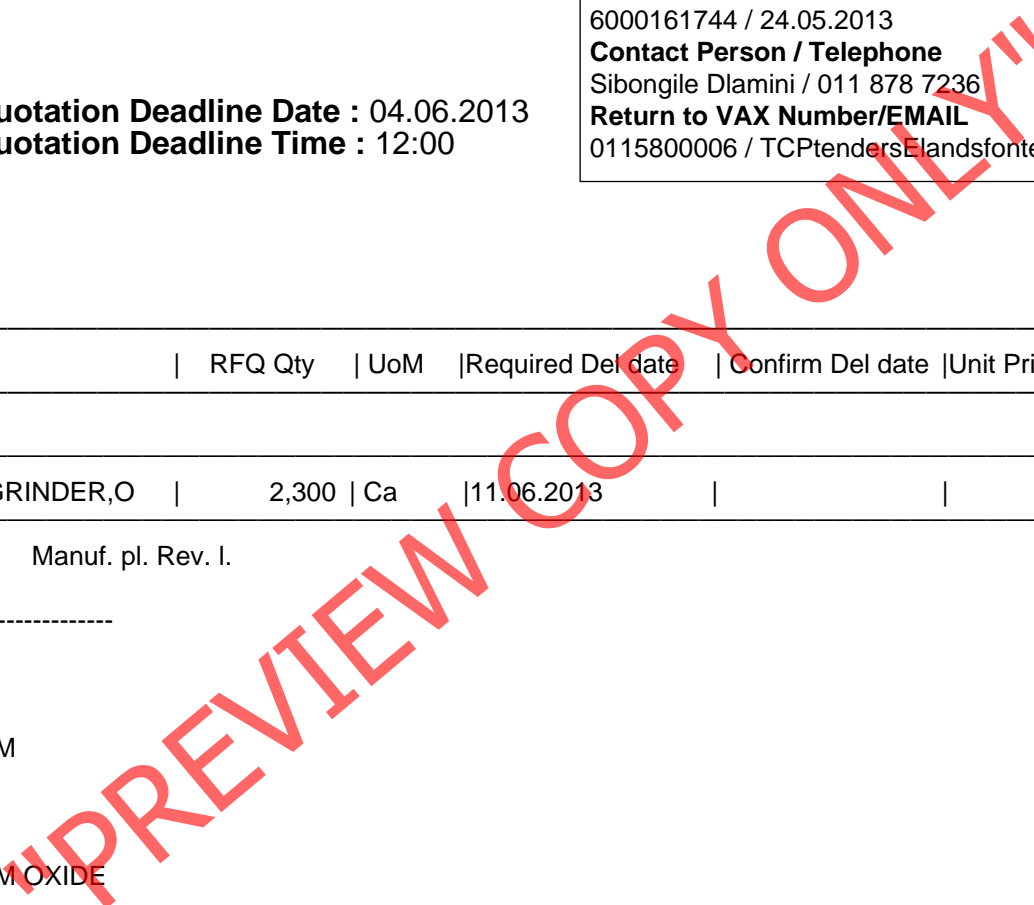 6000161744 / 24.05.2013
Contact Person / Telephone
Sibongile Dlamini / 011 878 7236
uotation Deadline Date : 04.06.2013
Return to VAX Number/EMAIL
uotation Deadline Time : 12:00
0115800006 / TCPtendersElandsfonte
| RFQ Qty | UoM |Required Del date | Confirm Del date |Unit Pri
GRINDER,O | 2,300 | Ca |11.06.2013 | |
Manuf. pl. Rev. l.
-------------
M
M OXIDE
"PREVIEW COPY ONLY"